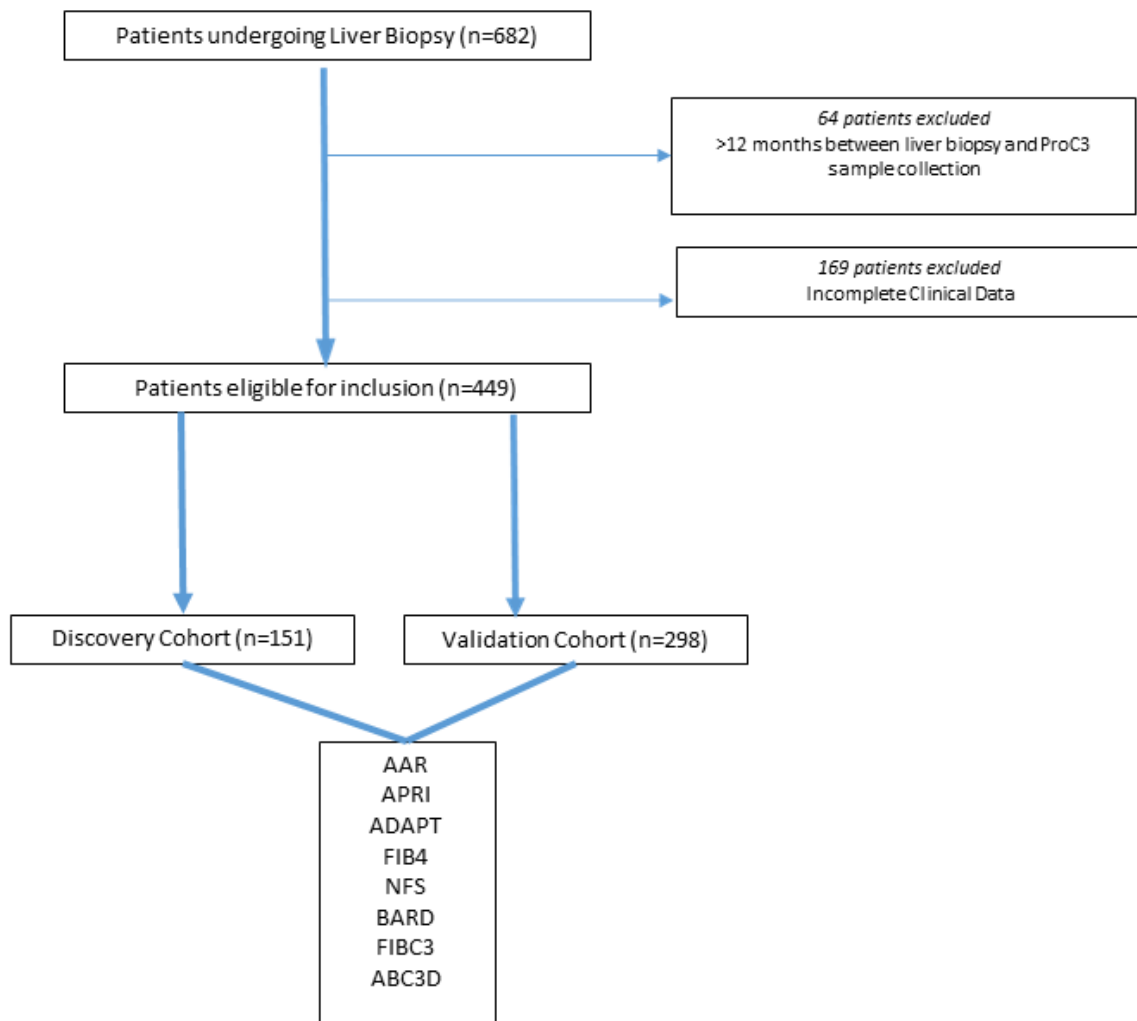 Patients undergoing Liver Biopsy (n=682)
64 patients excluded
>12 months between liver biopsy and ProC3
sample collection
169 patients excluded
Incomplete Clinical Data
Patients eligible for inclusion (n=449)
Discovery Cohort (n=151)
Validation Cohort (n=298)
AAR
APRI
ADAPT
FIB4
NFS
BARD
FIBC3
ABC3D